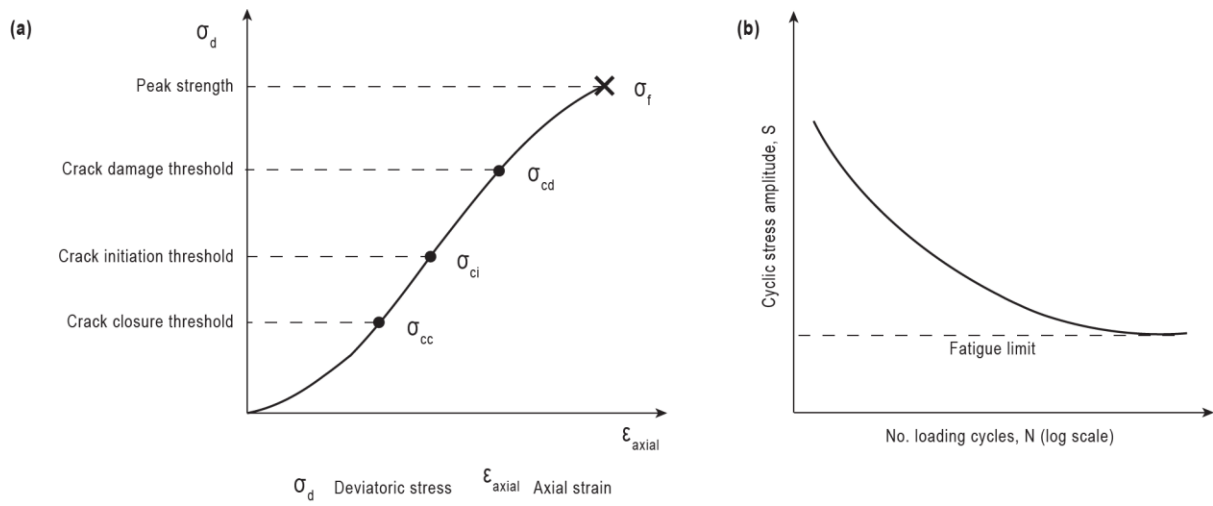 (a)
σd
Peak strength
σf
Crack damage threshold
σcd
Crack initiation threshold
σci
Crack closure threshold
σcc
εaxial
σd Deviatoric stress εaxial Axial strain
(b)
Cyclic stress amplitude, S
Fatigue limit
No. loading cycles, N (log scale)